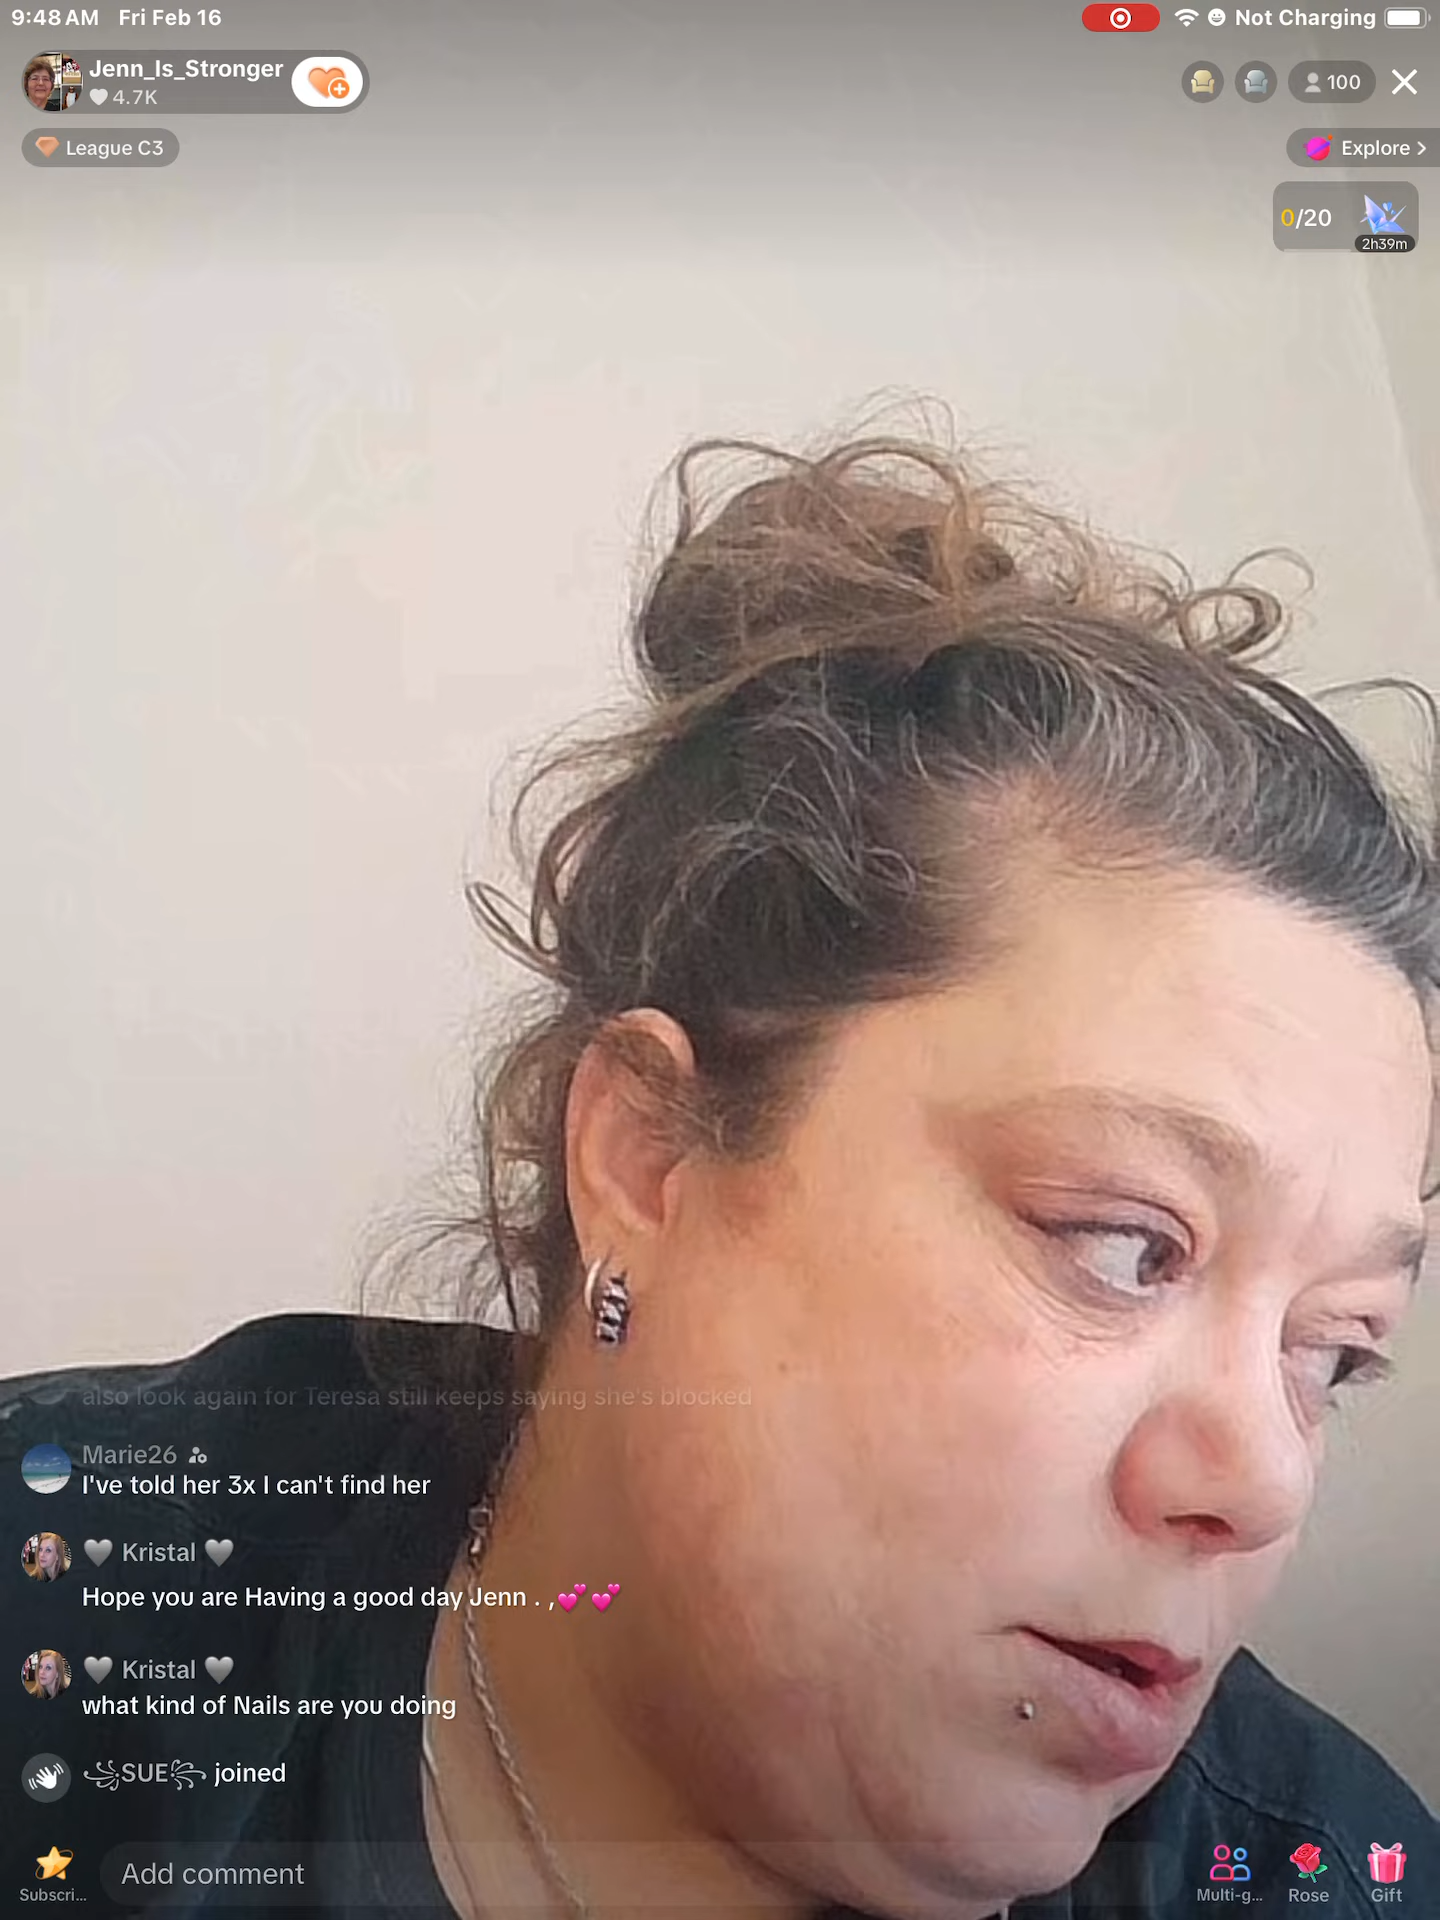 9:48 AM Fri Feb 16
Not Charging
Jenn_Is_Stronger
4.7K
100
League C3
Explore >
0/20
2h39m
also look again for Teresa still keeps saying she's blocked
Marie26
I've told her 3x I can't find her
🩶 Kristal 🩶
Hope you are Having a good day Jenn . ,💕💕
🩶 Kristal 🩶
what kind of Nails are you doing
꧁SUE꧂ joined
Subscri...
Add comment
Multi-g...
Rose
Gift